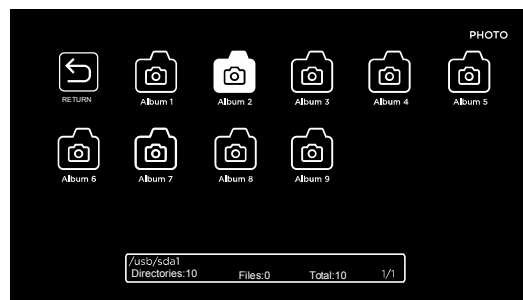 PHOTO
RETURN
Album 1
Album 2
Album 3
Album 4
Album 5
Album 6
Album 7
Album 8
Album 9
/usb/sda1
Directories:10 Files:0 Total:10 1/1